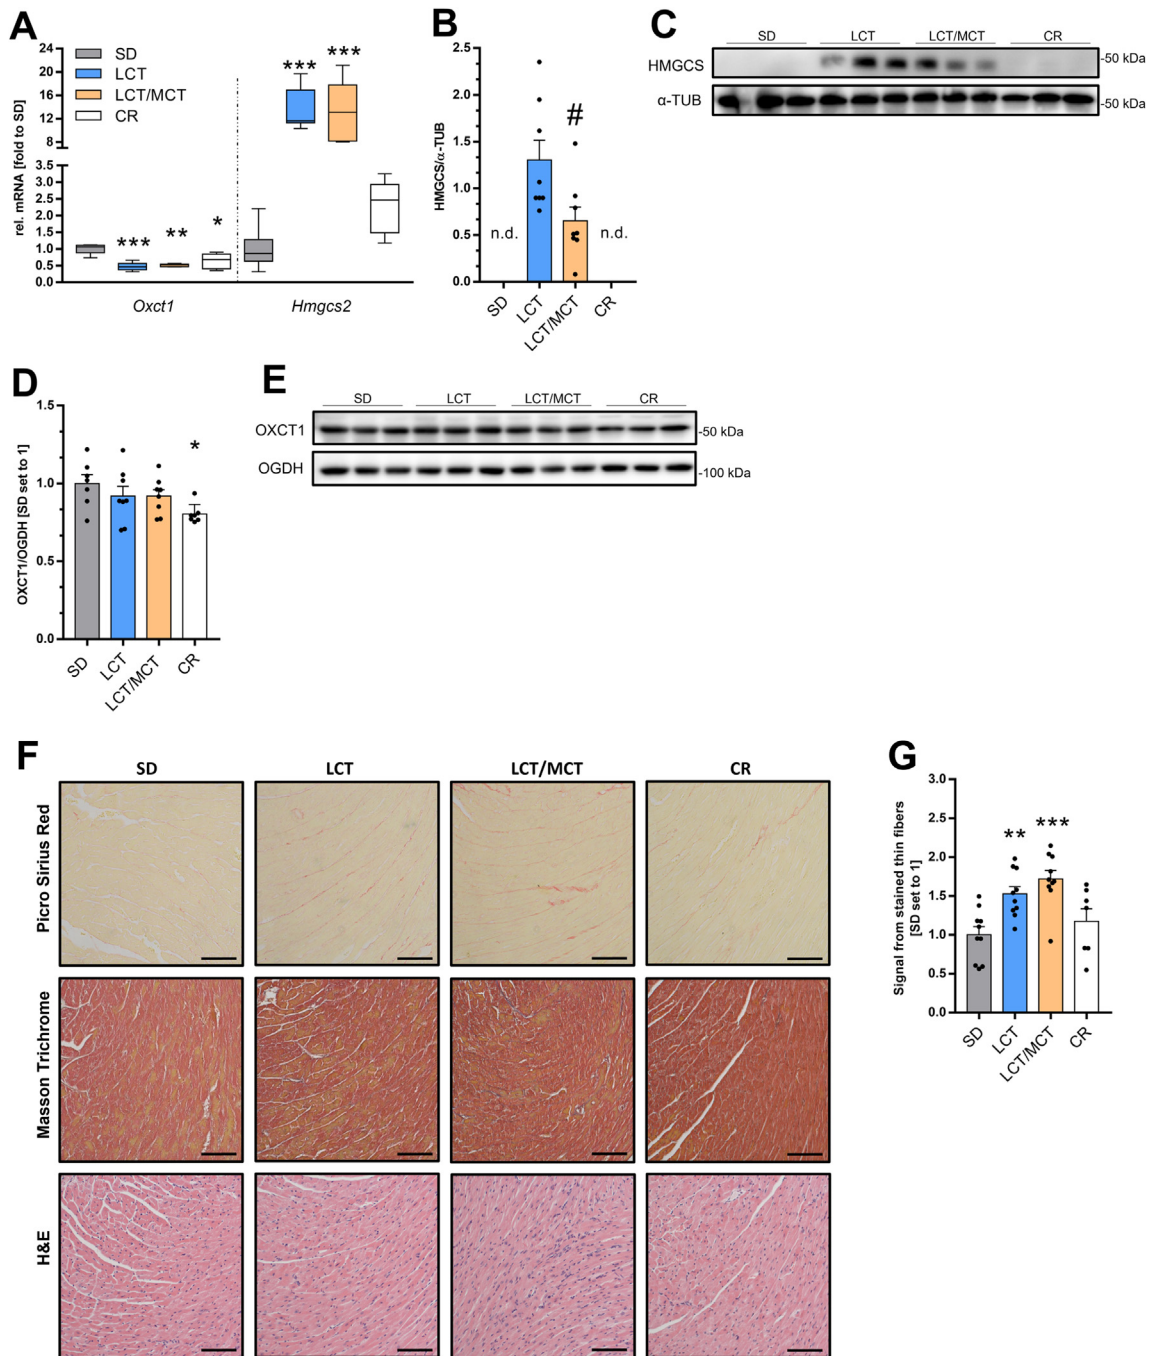 A
rel. mRNA [fold to SD]
24
20
16
12
8
3.5
3.0
2.5
2.0
1.5
1.0
0.5
0.0
SD
LCT
LCT/MCT
CR
*** ** *
*** ***
Oxct1 Hmgcs2
B
HMGCS/α-TUB
2.5
2.0
1.5
1.0
0.5
0.0
n.d. # n.d.
SD LCT LCT/MCT CR
C
SD LCT LCT/MCT CR
HMGCS -50 kDa
α-TUB -50 kDa
D
OXCT1/OGDH [SD set to 1]
1.5
1.0
0.5
0.0
*
SD LCT LCT/MCT CR
E
SD LCT LCT/MCT CR
OXCT1 -50 kDa
OGDH -100 kDa
F
SD LCT LCT/MCT CR
Picro Sirius Red
Masson Trichrome
H&E
G
Signal from stained thin fibers
[SD set to 1]
3.0
2.5
2.0
1.5
1.0
0.5
0.0
** ***
SD LCT LCT/MCT CR